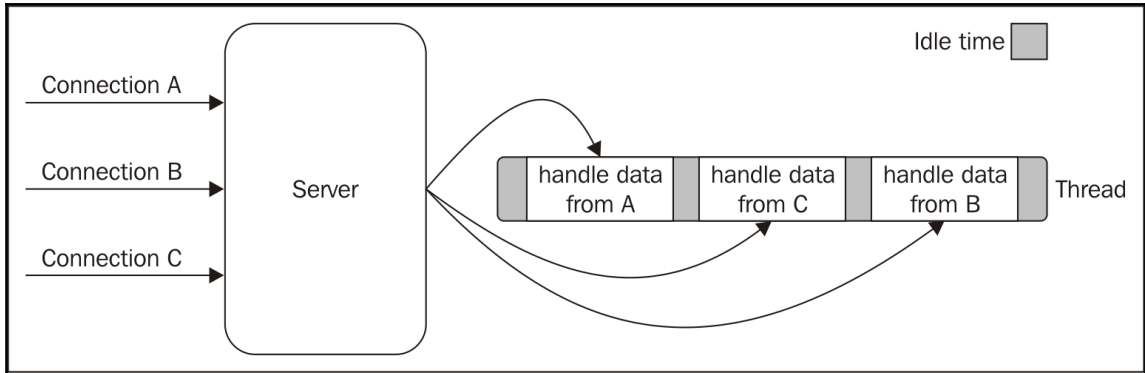 Idle time
Connection A
Connection B
Connection C
Server
handle data
from A
handle data
from C
handle data
from B
Thread